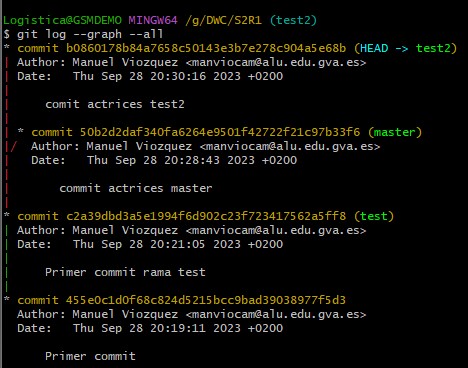 Logistica@GSMDEMO MINGW64 /g/DWC/S2R1 (test2)
$ git log --graph --all
* commit b0860178b84a7658c50143e3b7e278c904a5e68b (HEAD -> test2)
| Author: Manuel Viozquez <manviocam@alu.edu.gva.es>
| Date:   Thu Sep 28 20:30:16 2023 +0200
|
|     comit actrices test2
|
| * commit 50b2d2daf340fa6264e9501f42722f21c97b33f6 (master)
|/  Author: Manuel Viozquez <manviocam@alu.edu.gva.es>
|   Date:   Thu Sep 28 20:28:43 2023 +0200
|
|       commit actrices master
|
* commit c2a39dbd3a5e1994f6d902c23f723417562a5ff8 (test)
| Author: Manuel Viozquez <manviocam@alu.edu.gva.es>
| Date:   Thu Sep 28 20:21:05 2023 +0200
|
|     Primer commit rama test
|
* commit 455e0c1d0f68c824d5215bcc9bad39038977f5d3
  Author: Manuel Viozquez <manviocam@alu.edu.gva.es>
  Date:   Thu Sep 28 20:19:11 2023 +0200

      Primer commit